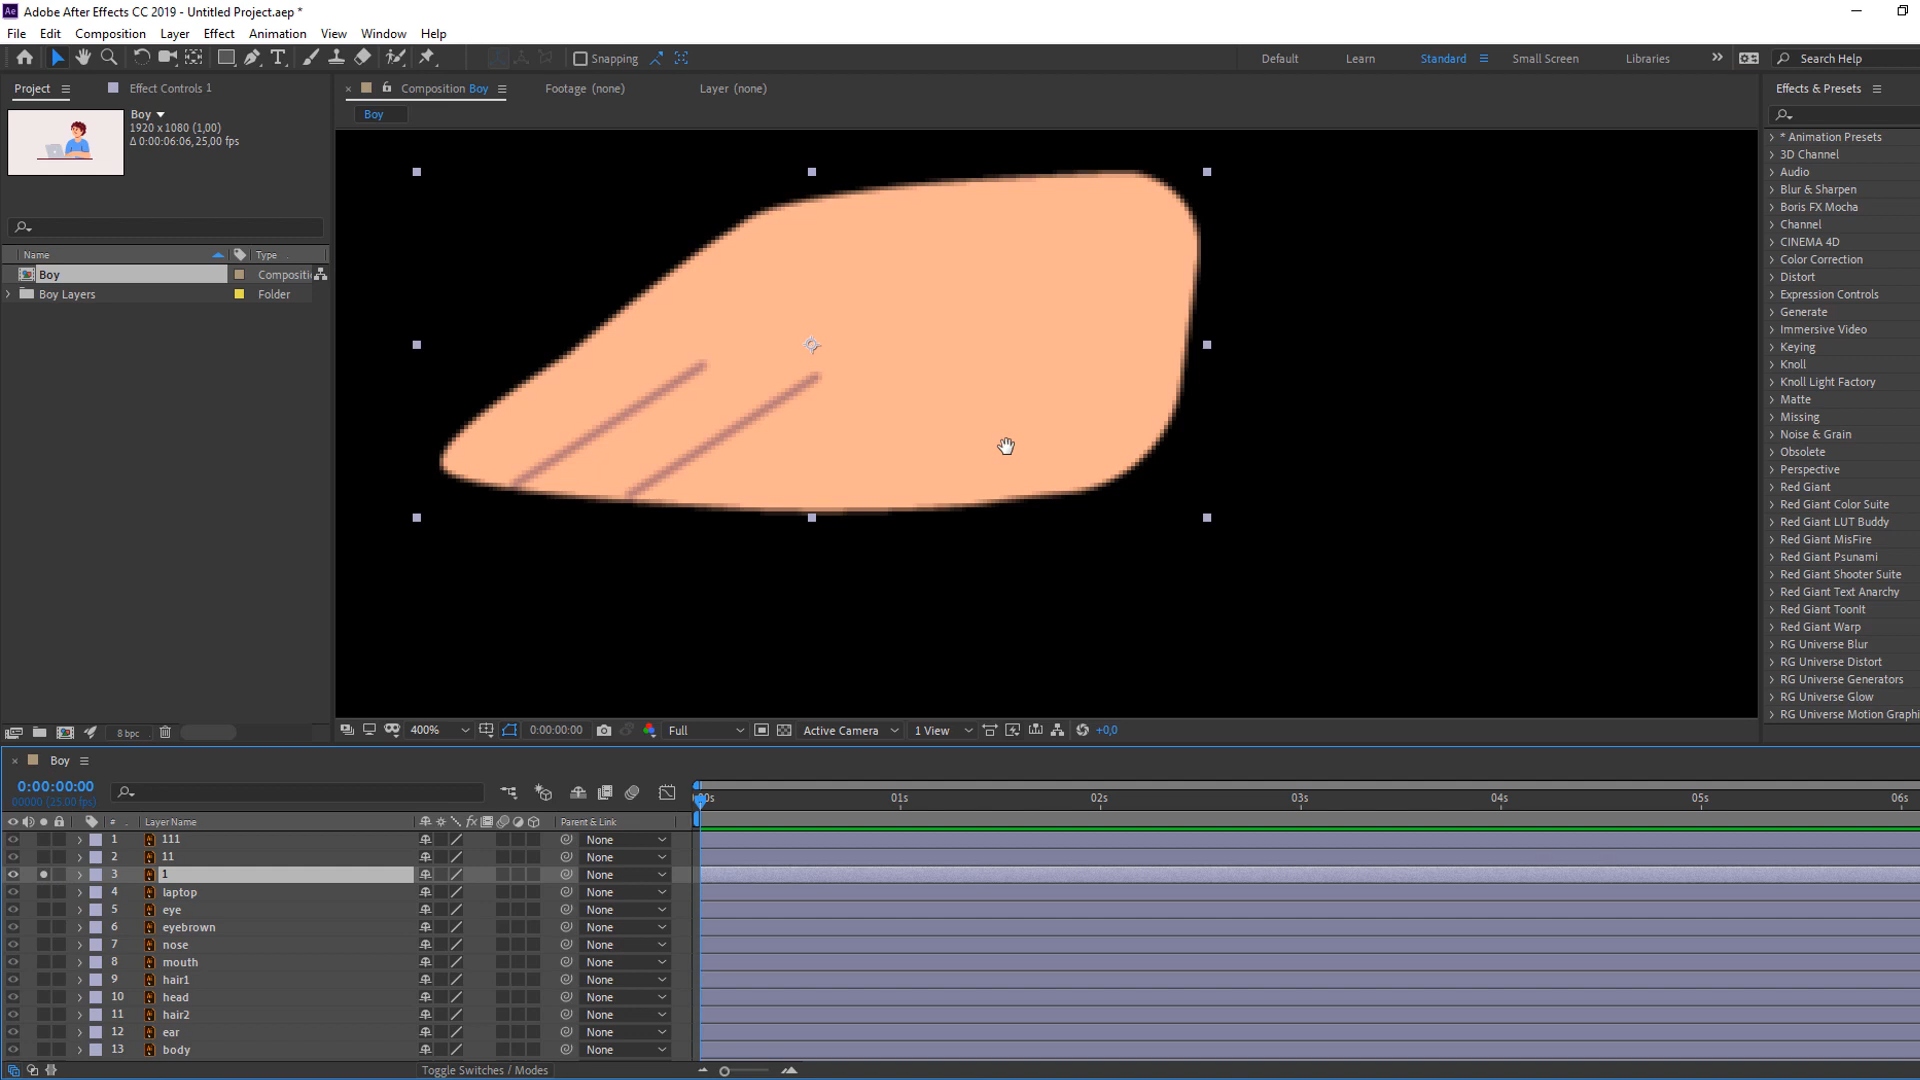 Adobe After Effects CC 2019 - Untitled Project.aep *
File Edit Composition Layer Effect Animation View Window Help
Snapping
Default Learn Standard Small Screen Libraries
Search Help
Project
Effect Controls 1
Composition Boy
Footage (none)
Layer (none)
Effects & Presets
Boy
1920 x 1080 (1,00)
Δ 0:00:06:06, 25,00 fps
Boy
Name Type
Boy Compositi
Boy Layers Folder
* Animation Presets
3D Channel
Audio
Blur & Sharpen
Boris FX Mocha
Channel
CINEMA 4D
Color Correction
Distort
Expression Controls
Generate
Immersive Video
Keying
Knoll
Knoll Light Factory
Matte
Missing
Noise & Grain
Obsolete
Perspective
Red Giant
Red Giant Color Suite
Red Giant LUT Buddy
Red Giant MisFire
Red Giant Psunami
Red Giant Shooter Suite
Red Giant Text Anarchy
Red Giant ToonIt
Red Giant Warp
RG Universe Blur
RG Universe Distort
RG Universe Generators
RG Universe Glow
RG Universe Motion Graphi
8 bpc
400% 0:00:00:00 Full Active Camera 1 View +0,0
Boy
0:00:00:00
00000 (25.00 fps)
:00s 01s 02s 03s 04s 05s 06s
# Layer Name fx Parent & Link
1 111 None
2 11 None
3 1 None
4 laptop None
5 eye None
6 eyebrown None
7 nose None
8 mouth None
9 hair1 None
10 head None
11 hair2 None
12 ear None
13 body None
Toggle Switches / Modes